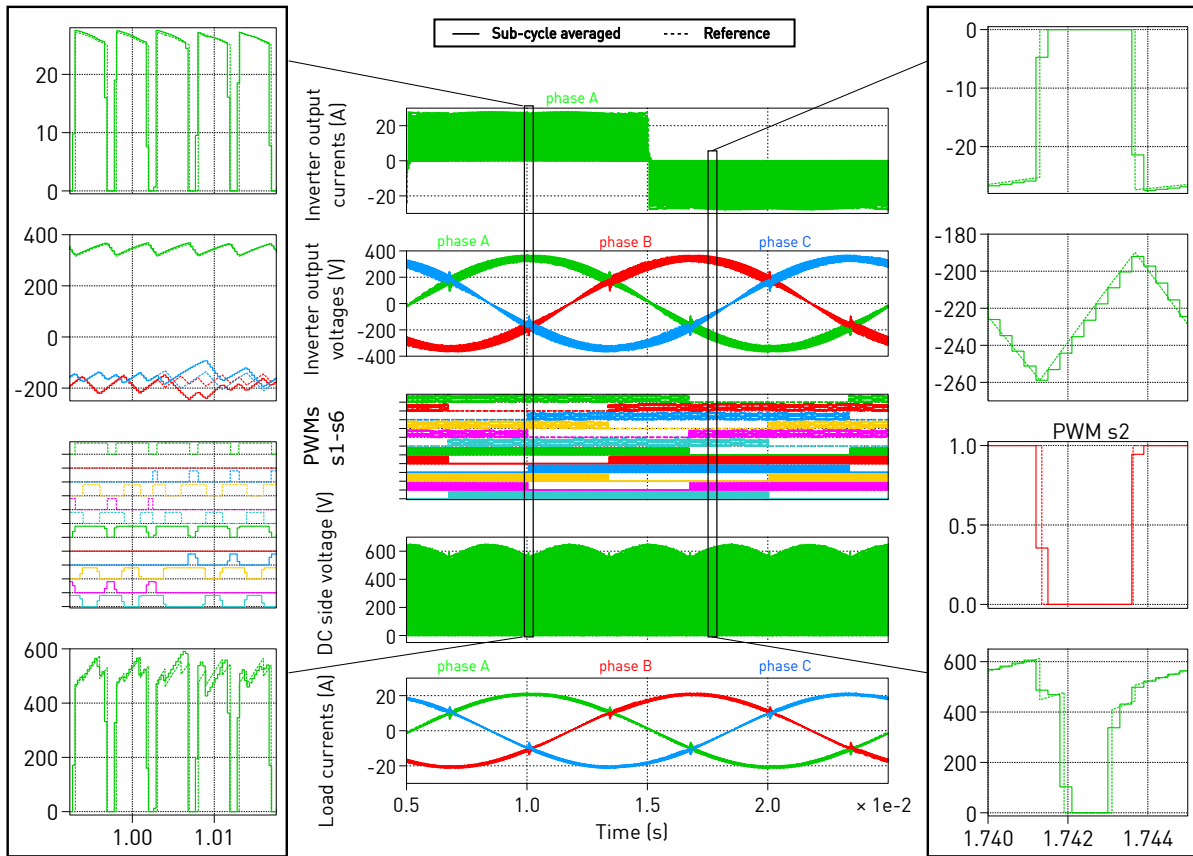 Sub-cycle averaged
Reference
20
10
0
400
200
0
-200
600
400
200
0
1.00
1.01
phase A
Inverter output
currents (A)
20
0
-20
phase A
phase B
phase C
Inverter output
voltages (V)
400
200
0
-200
-400
PWMs
s1-s6
DC side voltage (V)
600
400
200
0
phase A
phase B
phase C
Load currents (A)
20
0
-20
0.5
1.0
1.5
2.0
× 1e-2
Time (s)
0
-10
-20
-180
-200
-220
-240
-260
PWM s2
1.0
0.5
0.0
600
400
200
0
1.740
1.742
1.744